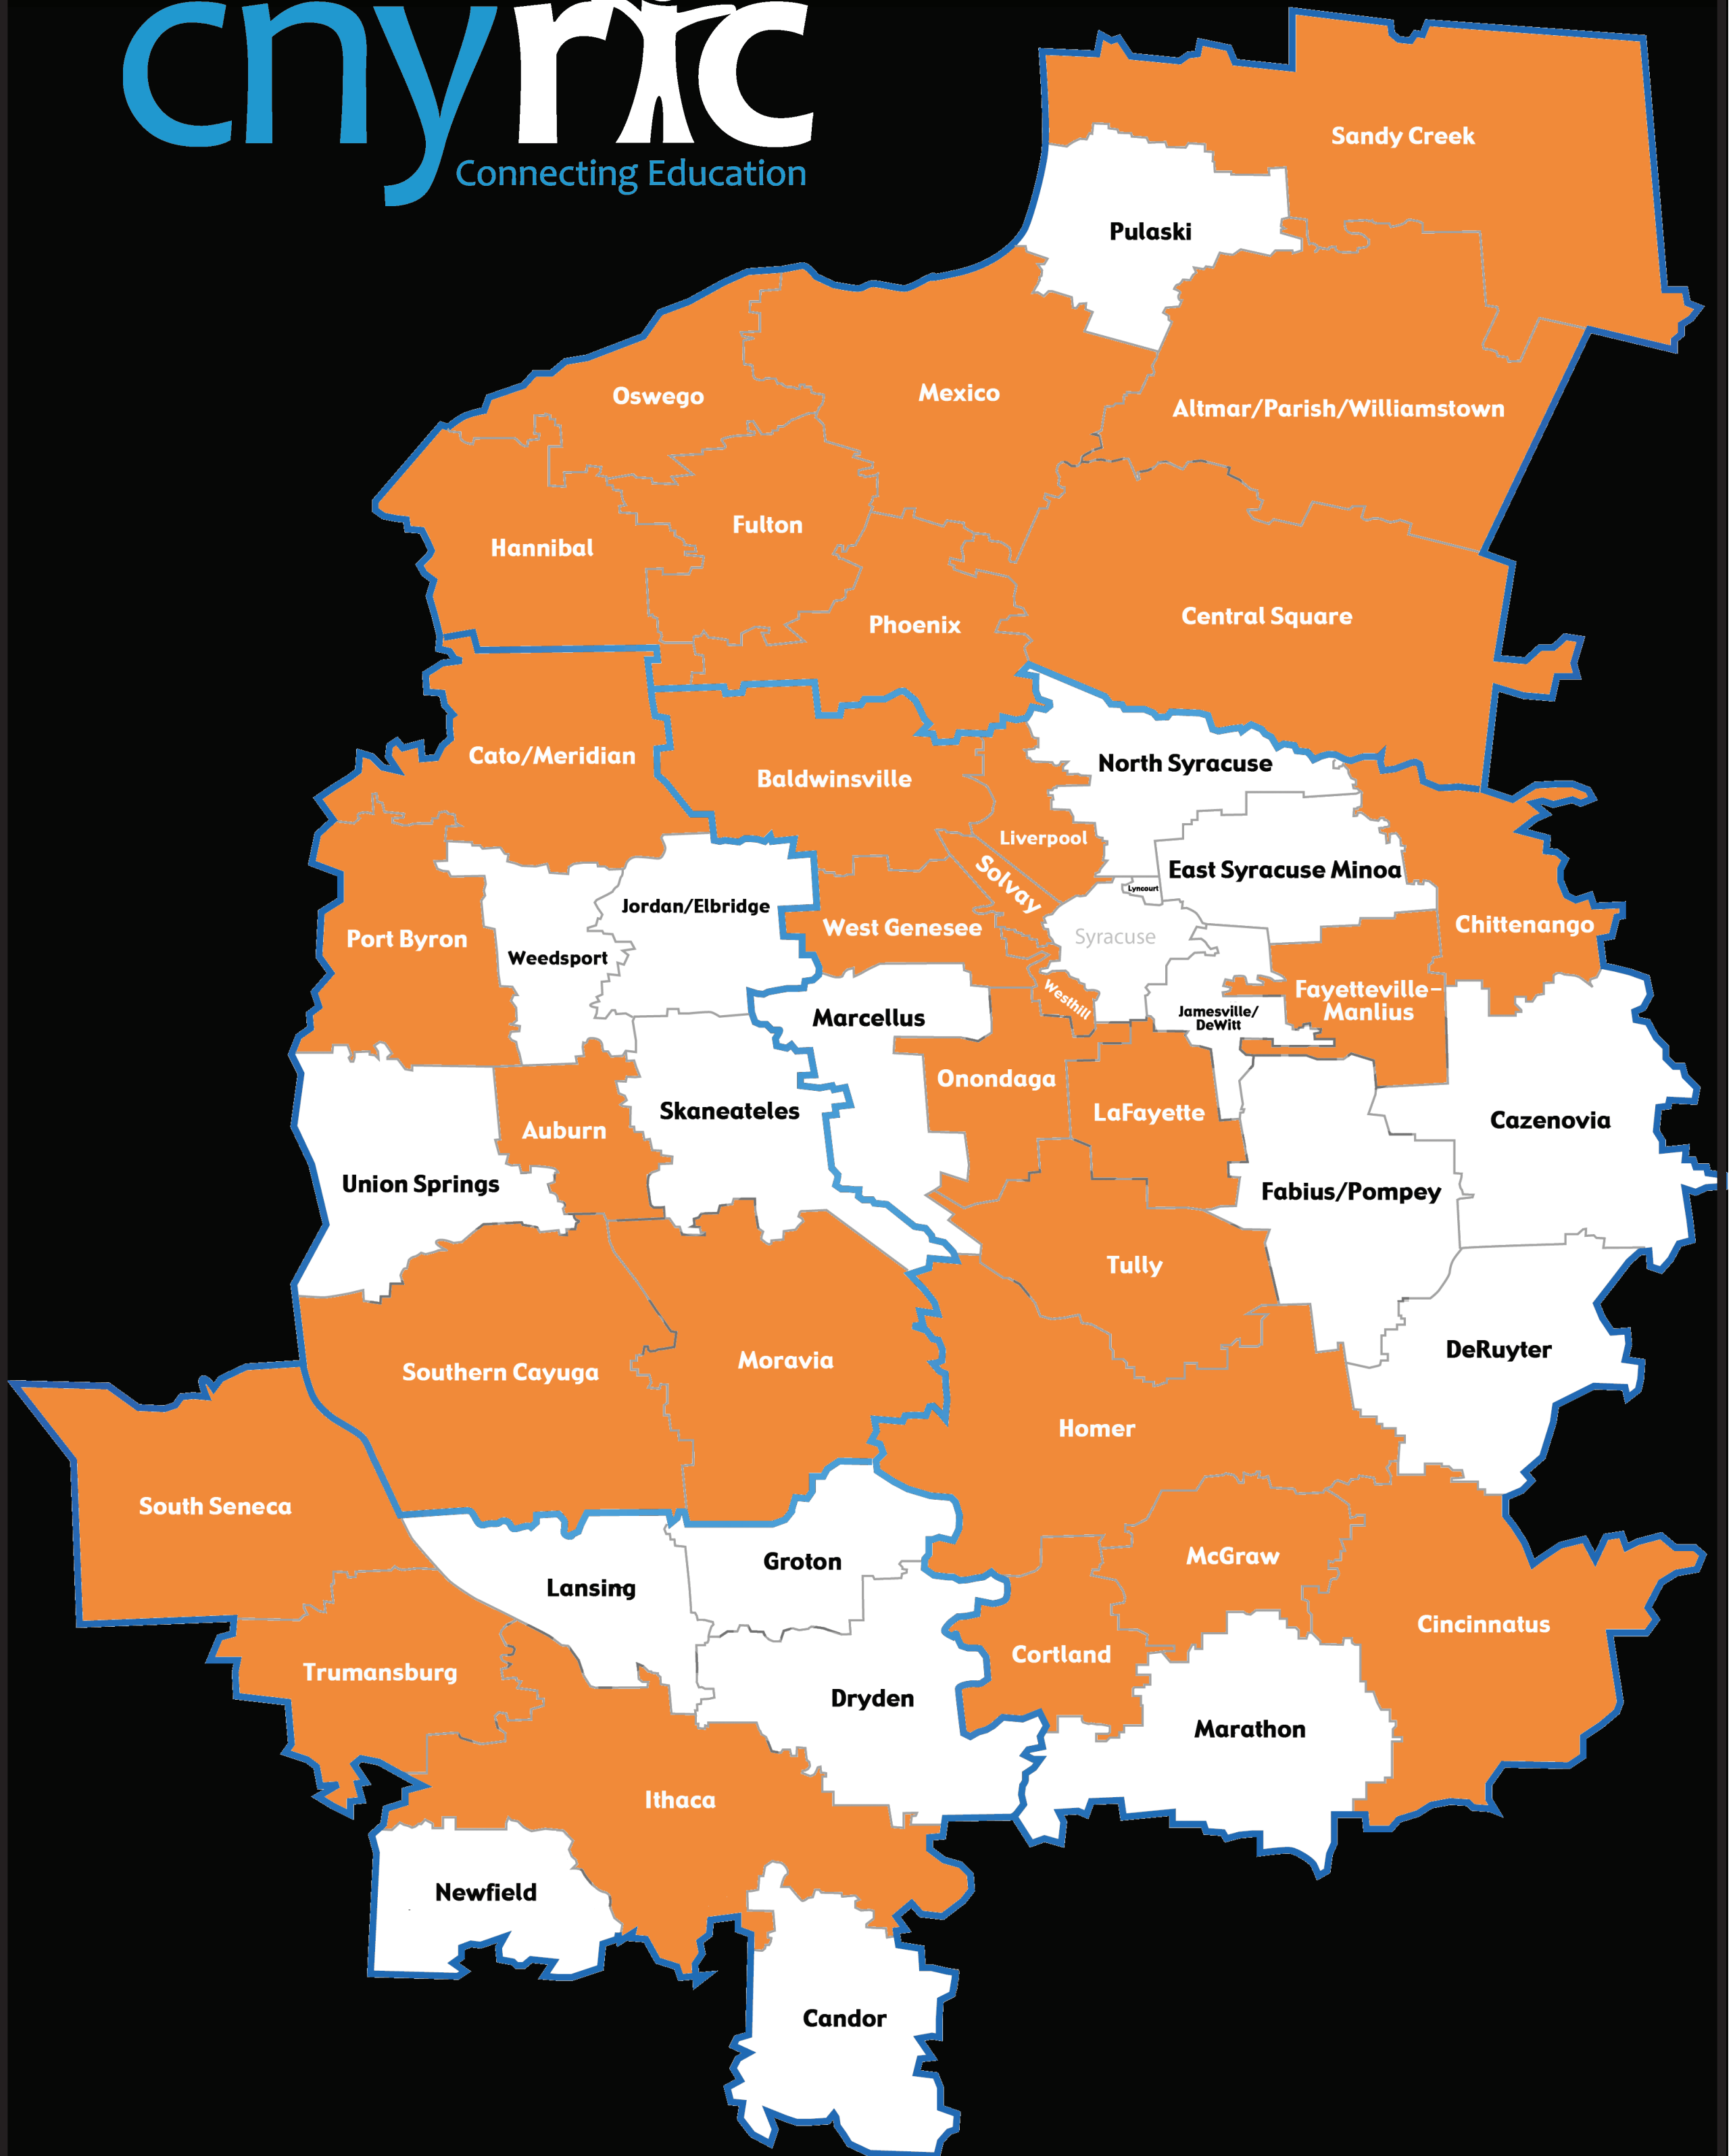 cnyric
Connecting Education
Sandy Creek
Pulaski
Oswego
Mexico
Altmar/Parish/Williamstown
Hannibal
Fulton
Phoenix
Central Square
Cato/Meridian
Baldwinsville
North Syracuse
Liverpool
East Syracuse Minoa
Solvay
Lyncourt
Jordan/Elbridge
West Genesee
Syracuse
Chittenango
Port Byron
Weedsport
Westhill
Fayetteville-
Manlius
Marcellus
Jamesville/
DeWitt
Onondaga
LaFayette
Skaneateles
Auburn
Cazenovia
Union Springs
Fabius/Pompey
Tully
DeRuyter
Southern Cayuga
Moravia
Homer
South Seneca
Groton
McGraw
Lansing
Cincinnatus
Cortland
Trumansburg
Dryden
Marathon
Ithaca
Newfield
Candor